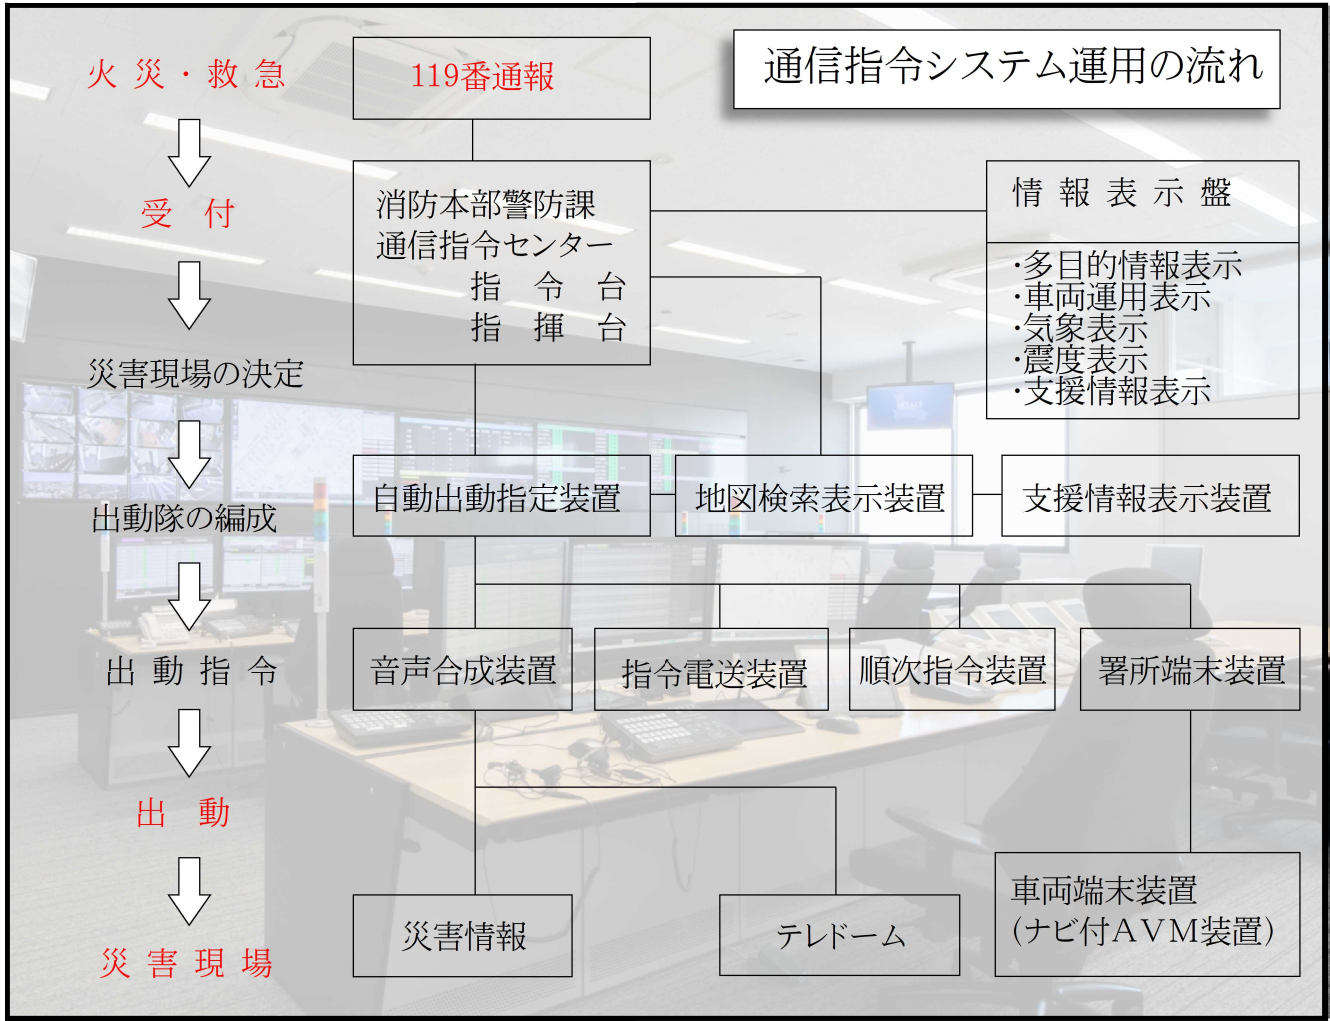 通信指令システム運用の流れ
火災・救急
受付
災害現場の決定
出動隊の編成
出動指令
出動
災害現場
119番通報
消防本部警防課
通信指令センター
指令台
指揮台
情報表示盤
・多目的情報表示
・車両運用表示
・気象表示
・震度表示
・支援情報表示
自動出動指定装置
地図検索表示装置
支援情報表示装置
音声合成装置
指令電送装置
順次指令装置
署所端末装置
災害情報
テレドーム
車両端末装置
(ナビ付AVM装置)